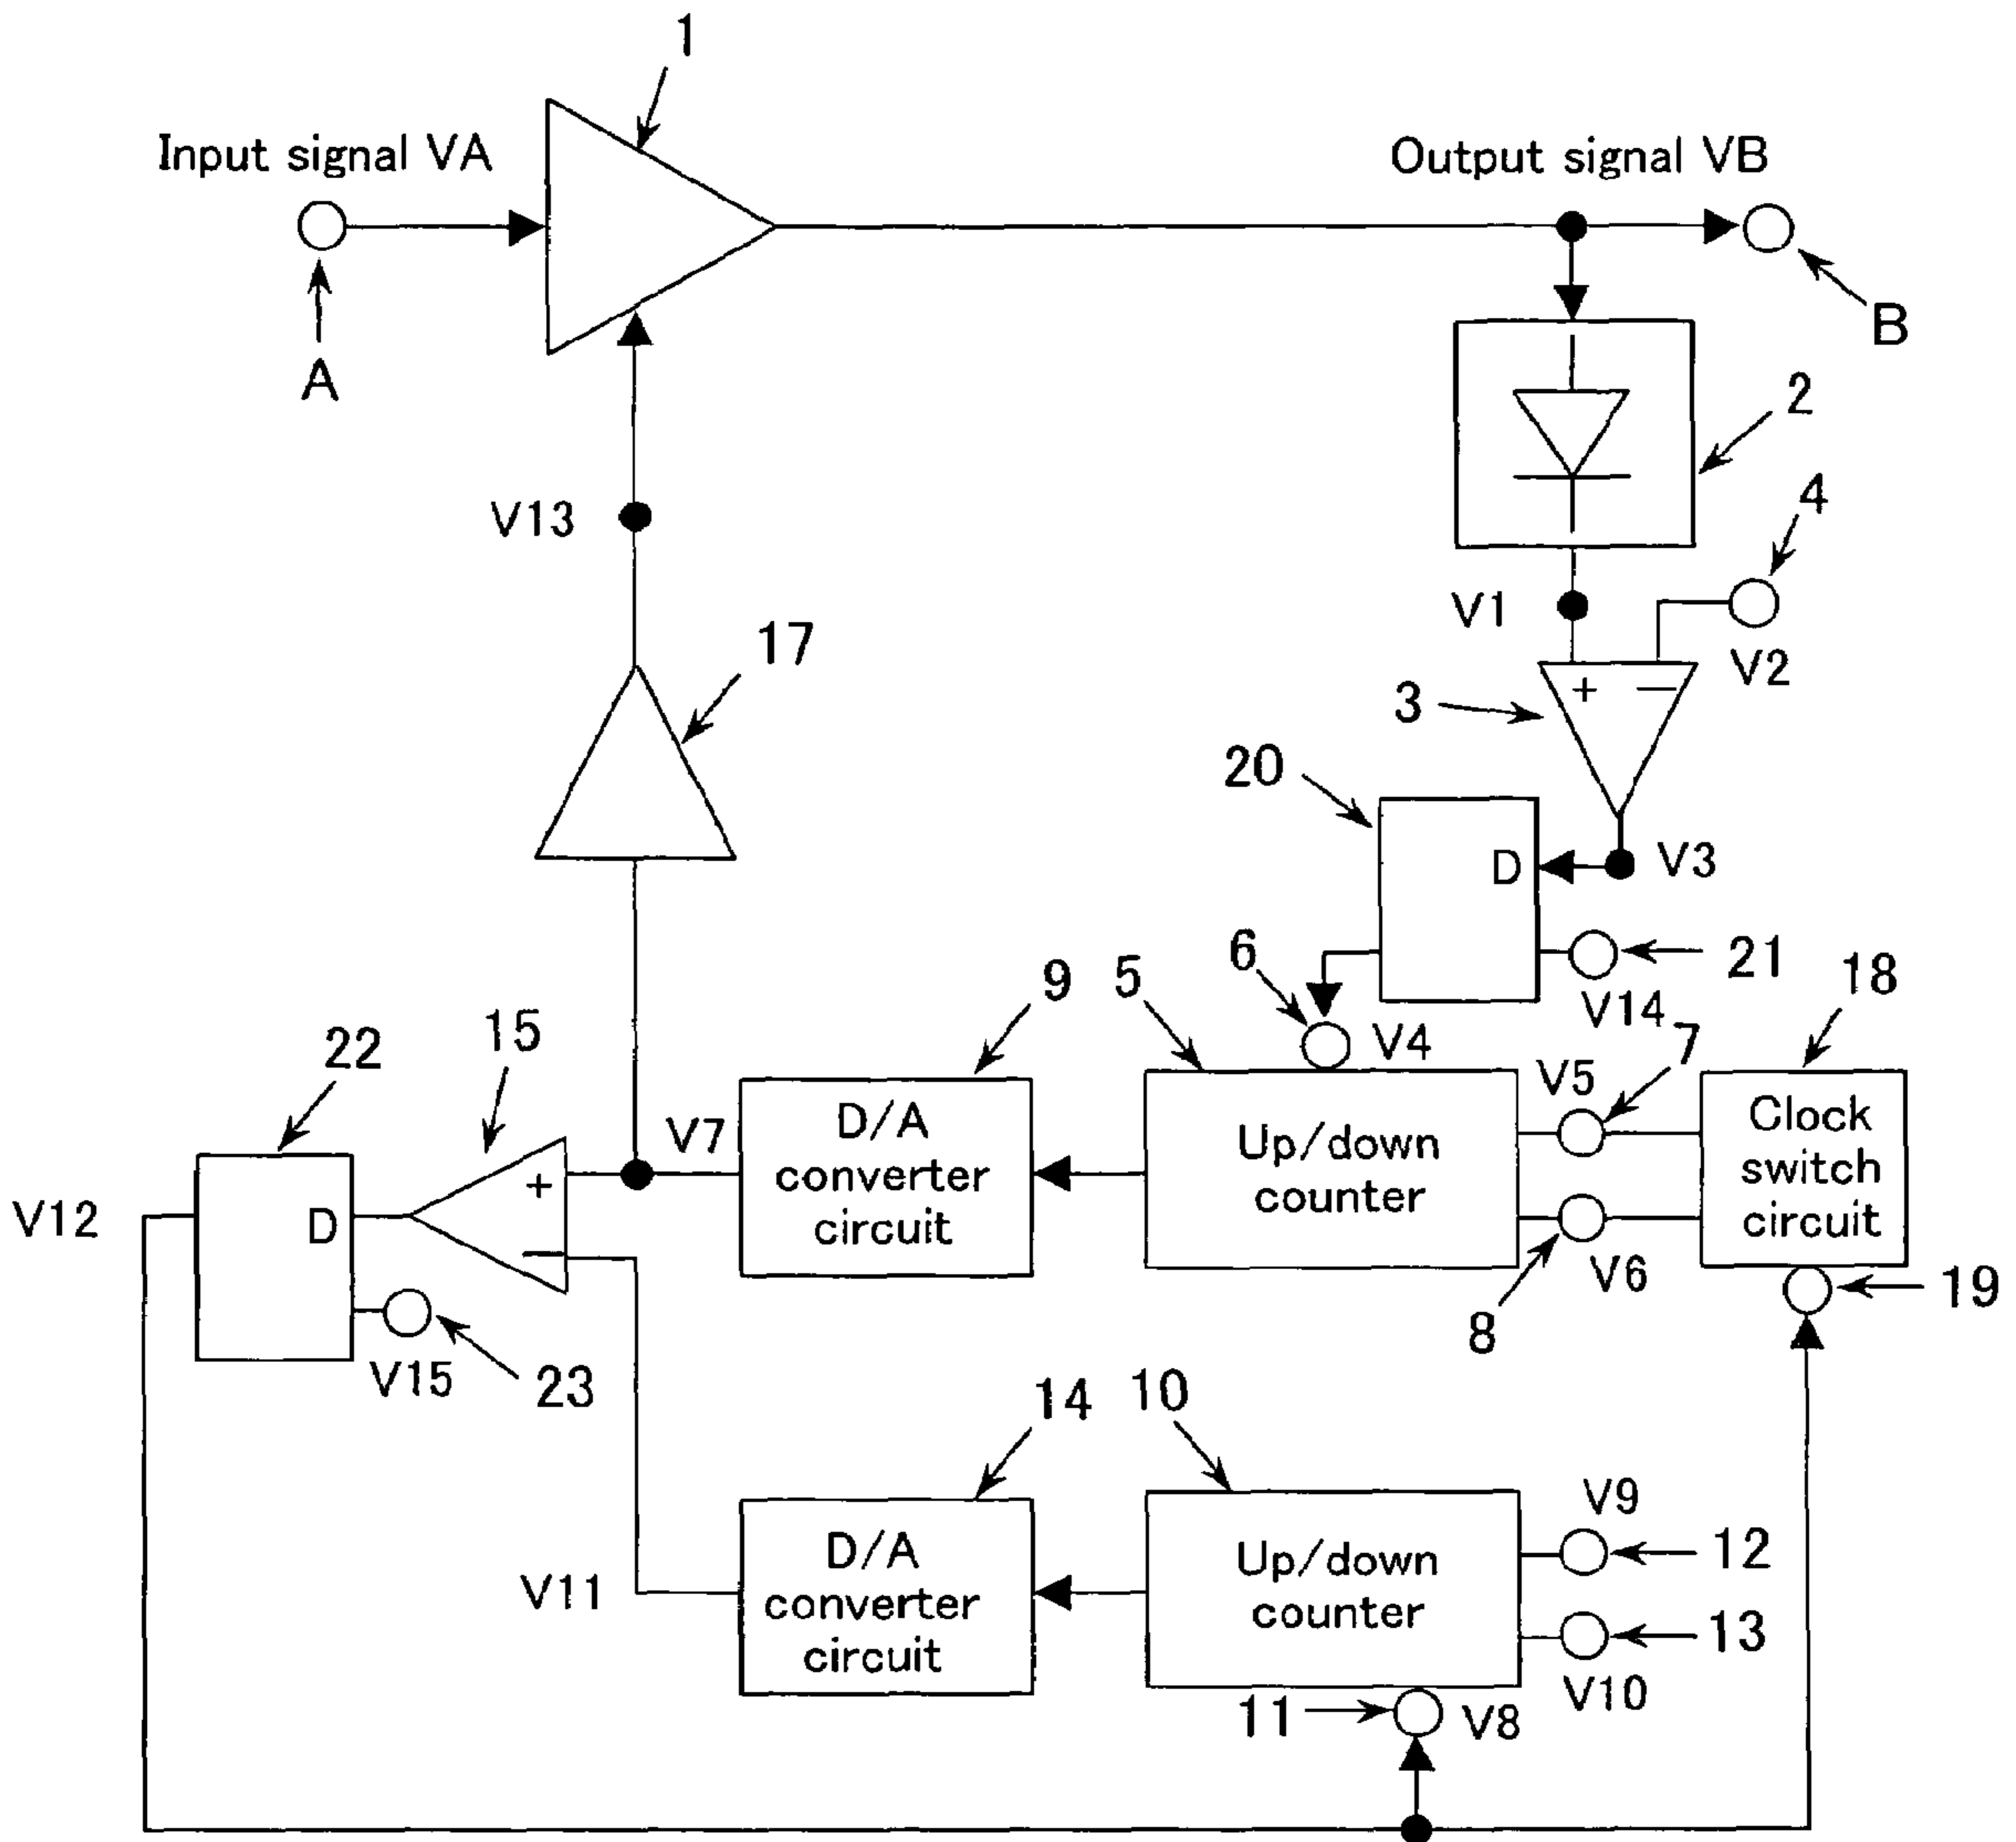 1
Input signal VA
Output signal VB
A
B
2
4
V13
V1
V2
17
3
+ −
20
D
V3
6
21
V14
9
5
V4
7
18
22
15
V5
V7
D/A
converter
circuit
Up/down
counter
Clock
switch
circuit
V12
D
+
−
V6
19
8
V15
23
14
10
V9
D/A
converter
circuit
Up/down
counter
12
V11
13
V10
11
V8